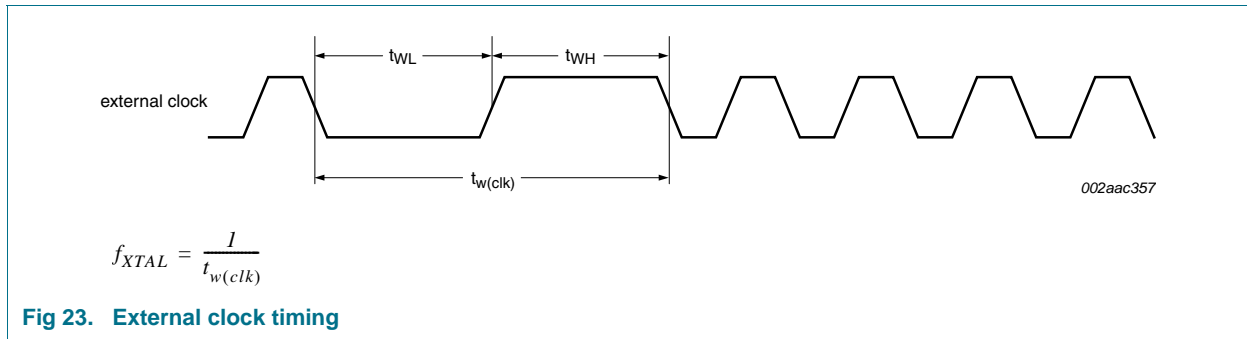 t_WL
t_WH
external clock
t_w(clk)
002aac357
f_XTAL = 1 / t_w(clk)
Fig 23. External clock timing